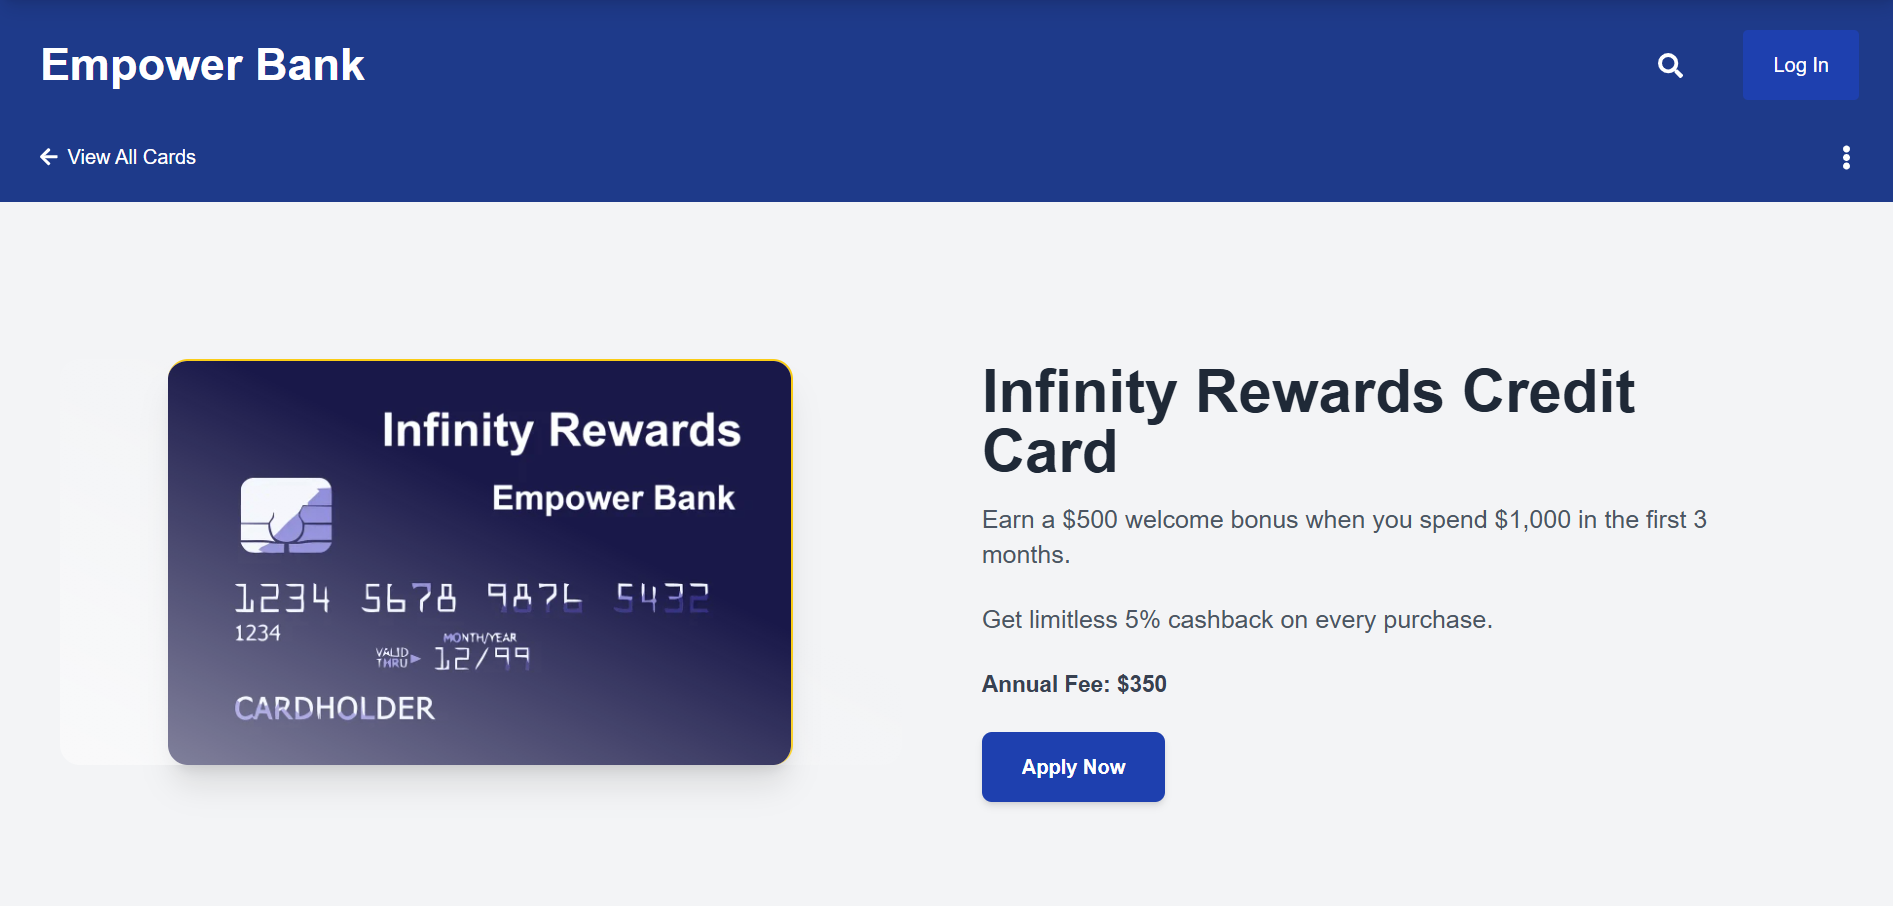 Empower Bank
Log In
View All Cards
Infinity Rewards
Empower Bank
1234 5678 9876 5432
1234
MONTH/YEAR
VALID
THRU
12/99
CARDHOLDER
Infinity Rewards Credit
Card
Earn a $500 welcome bonus when you spend $1,000 in the first 3
months.
Get limitless 5% cashback on every purchase.
Annual Fee: $350
Apply Now